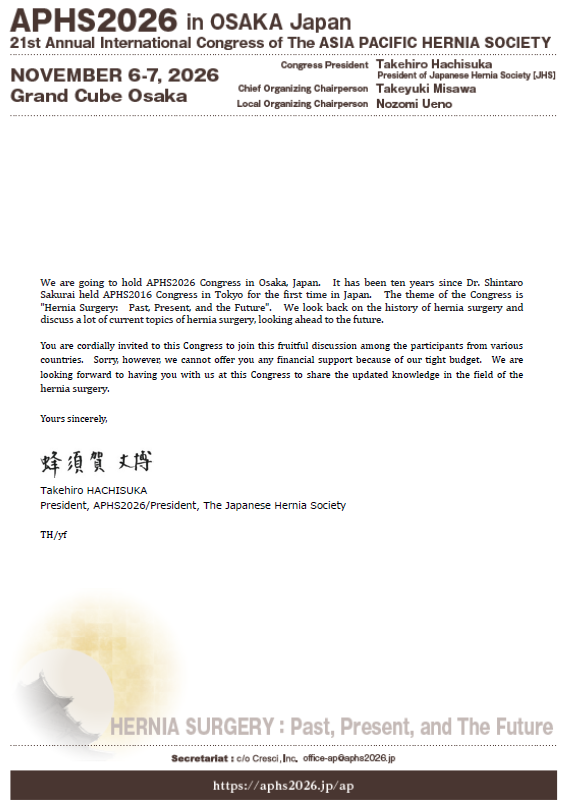 APHS2026 in OSAKA Japan
21st Annual International Congress of The ASIA PACIFIC HERNIA SOCIETY
NOVEMBER 6-7, 2026
Grand Cube Osaka
Congress President Takehiro Hachisuka
President of Japanese Hernia Society [JHS]
Chief Organizing Chairperson Takeyuki Misawa
Local Organizing Chairperson Nozomi Ueno
We are going to hold APHS2026 Congress in Osaka, Japan. It has been ten years since Dr. Shintaro
Sakurai held APHS2016 Congress in Tokyo for the first time in Japan. The theme of the Congress is
"Hernia Surgery: Past, Present, and the Future". We look back on the history of hernia surgery and
discuss a lot of current topics of hernia surgery, looking ahead to the future.
You are cordially invited to this Congress to join this fruitful discussion among the participants from various
countries. Sorry, however, we cannot offer you any financial support because of our tight budget. We are
looking forward to having you with us at this Congress to share the updated knowledge in the field of the
hernia surgery.
Yours sincerely,
蜂須賀 丈博
Takehiro HACHISUKA
President, APHS2026/President, The Japanese Hernia Society
TH/yf
HERNIA SURGERY : Past, Present, and The Future
Secretariat : c/o Cresci, Inc. office-ap@aphs2026.jp
https://aphs2026.jp/ap